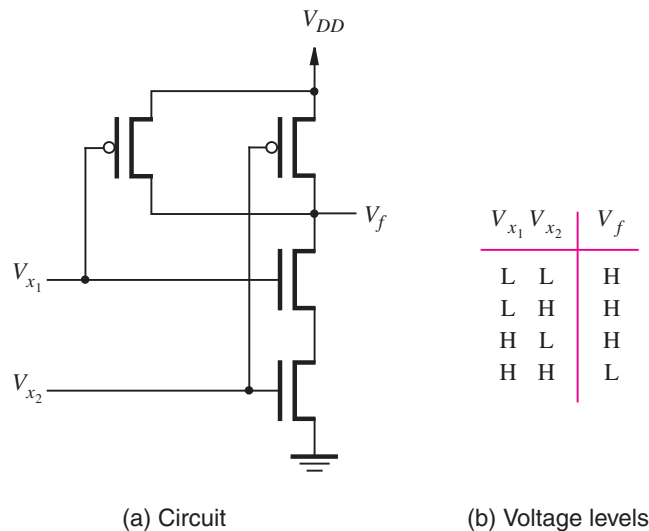 V_DD
V_f
V_x1
V_x2
V_x1 V_x2 V_f
L L H
L H H
H L H
H H L
(a) Circuit
(b) Voltage levels